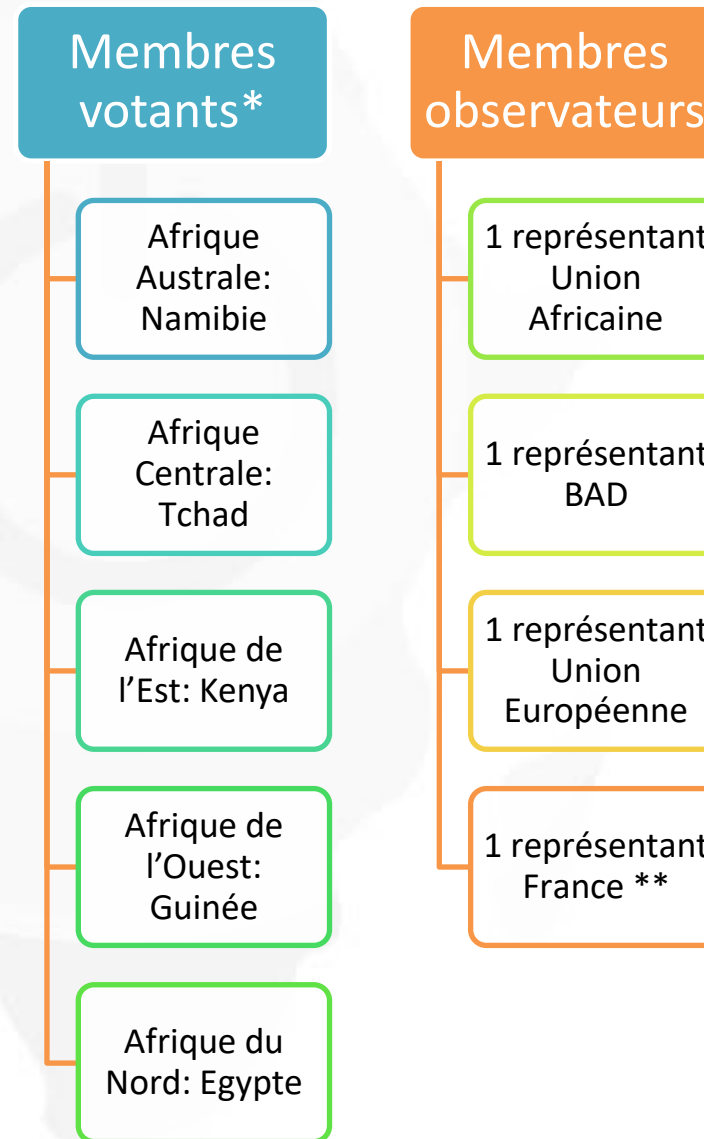 Membres
votants*
Afrique
Australe:
Namibie
Afrique
Centrale:
Tchad
Afrique de
l’Est: Kenya
Afrique de
l’Ouest:
Guinée
Afrique du
Nord: Egypte
Membres
observateurs
1 représentant
Union
Africaine
1 représentant
BAD
1 représentant
Union
Européenne
1 représentant
France **